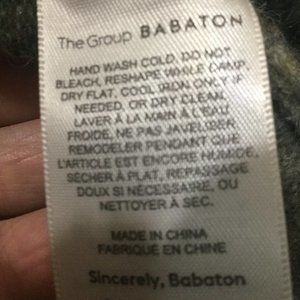 The Group BABATON
HAND WASH COLD, DO NOT
BLEACH, RESHAPE WHILE DAMP,
DRY FLAT, COOL IRON ONLY IF
NEEDED, OR DRY CLEAN.
LAVER À LA MAIN À L'EAU
FROIDE, NE PAS JAVELISER
REMODELER PENDANT QUE
L'ARTICLE EST ENCORE HUMIDE,
SÉCHER À PLAT, REPASSAGE
DOUX SI NÉCESSAIRE, OU
NETTOYER À SEC.
MADE IN CHINA
FABRIQUÉ EN CHINE
Sincerely, Babaton